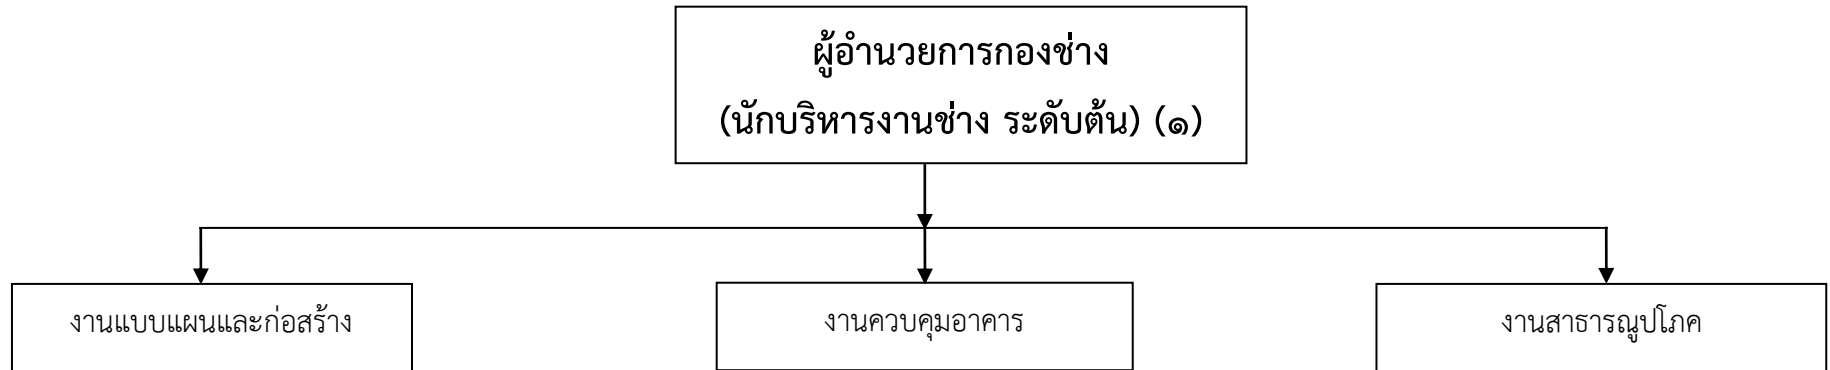 ผู้อำนวยการกองช่าง
(นักบริหารงานช่าง ระดับต้น) (๑)
งานแบบแผนและก่อสร้าง
งานควบคุมอาคาร
งานสาธารณูปโภค